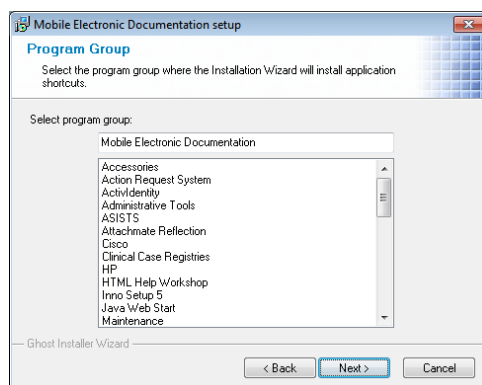 Mobile Electronic Documentation setup
Program Group
Select the program group where the Installation Wizard will install application
shortcuts.
Select program group:
Mobile Electronic Documentation
Accessories
Action Request System
ActivIdentity
Administrative Tools
ASISTS
Attachmate Reflection
Cisco
Clinical Case Registries
HP
HTML Help Workshop
Inno Setup 5
Java Web Start
Maintenance
Ghost Installer Wizard
< Back
Next >
Cancel